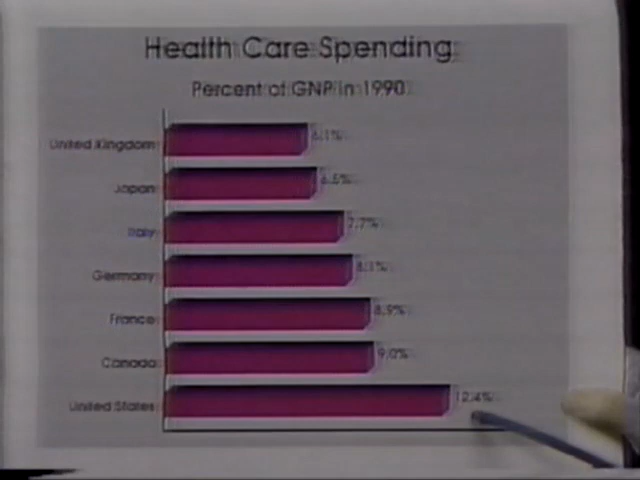 Health Care Spending
Percent of GNP in 1990
United Kingdom 6.1%
Japan 6.5%
Italy 7.7%
Germany 8.1%
France 8.9%
Canada 9.0%
United States 12.4%